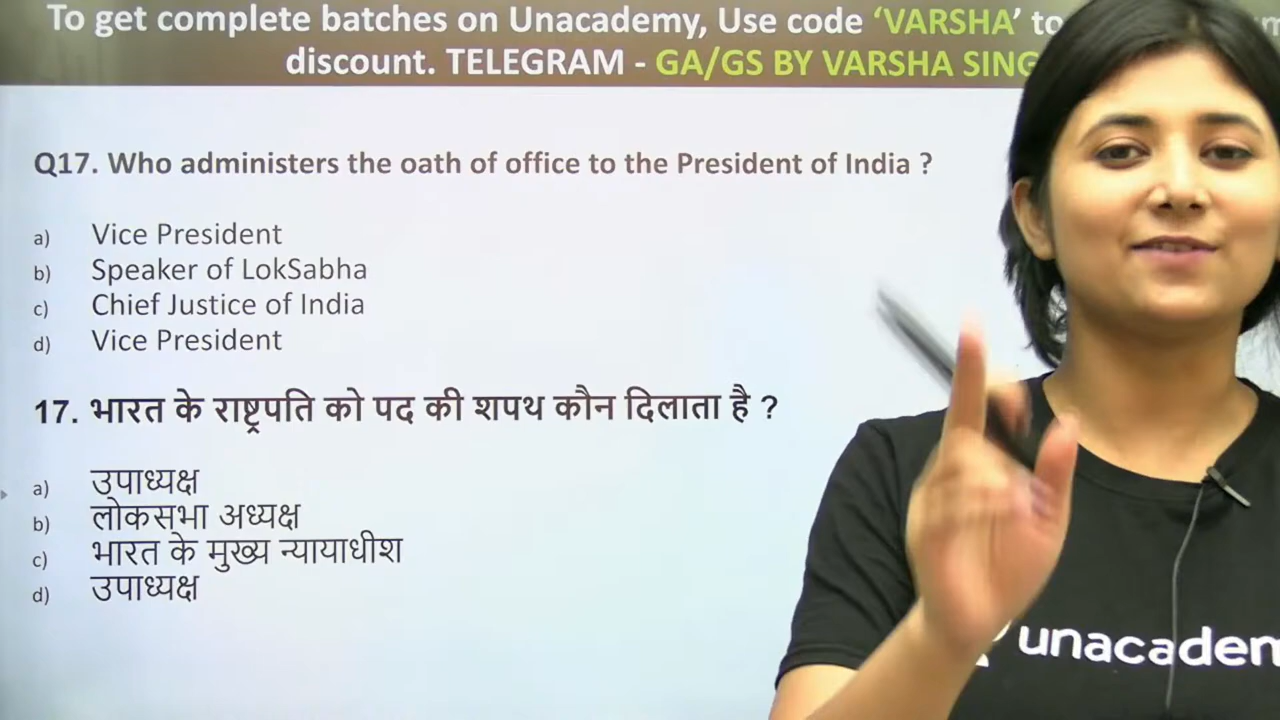 To get complete batches on Unacademy, Use code ‘VARSHA’ to
discount. TELEGRAM - GA/GS BY VARSHA SING
Q17. Who administers the oath of office to the President of India ?
a) Vice President
b) Speaker of LokSabha
c) Chief Justice of India
d) Vice President
17. भारत के राष्ट्रपति को पद की शपथ कौन दिलाता है ?
a) उपाध्यक्ष
b) लोकसभा अध्यक्ष
c) भारत के मुख्य न्यायाधीश
d) उपाध्यक्ष
unacadem